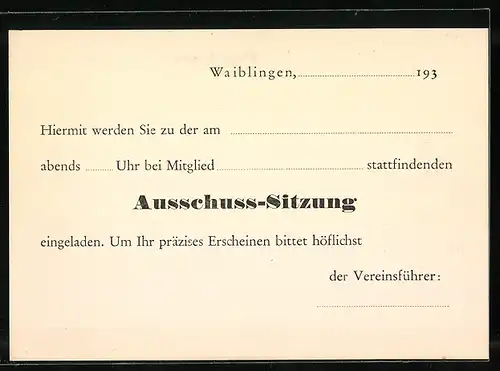 Waiblingen, 193
Hiermit werden Sie zu der am
abends Uhr bei Mitglied stattfindenden
Ausschuss-Sitzung
eingeladen. Um Ihr präzises Erscheinen bittet höflichst
der Vereinsführer: